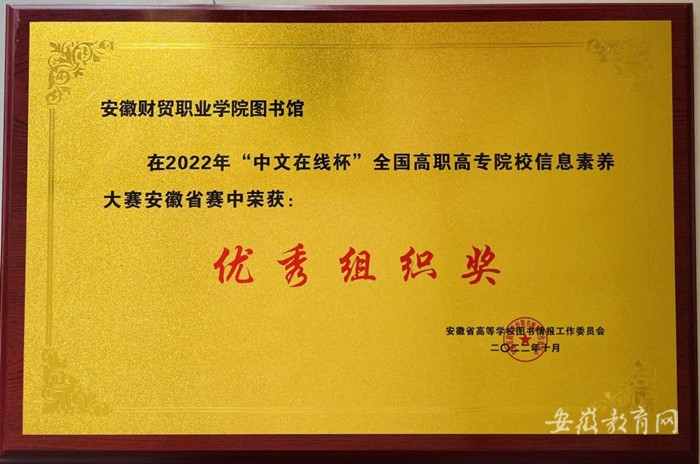 安徽财贸职业学院图书馆
在2022年“中文在线杯”全国高职高专院校信息素养
大赛安徽省赛中荣获：
优秀组织奖
安徽省高等学校图书情报工作委员会
二〇二二年十月
安徽教育网